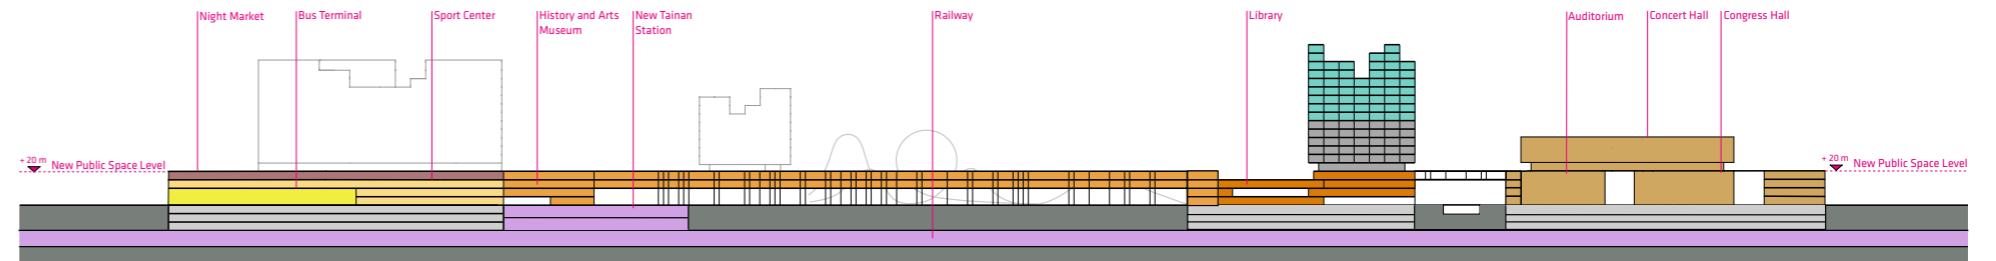 Night Market
Bus Terminal
Sport Center
History and Arts
Museum
New Tainan
Station
Railway
Library
Auditorium
Concert Hall
Congress Hall
+ 20 m
New Public Space Level
+ 20 m
New Public Space Level